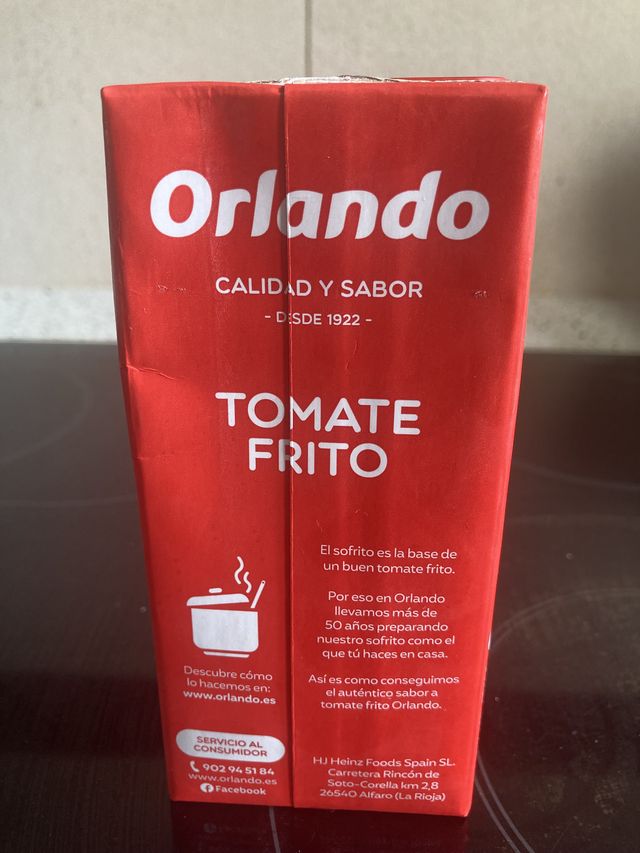 Orlando
CALIDAD Y SABOR
- DESDE 1922 -
TOMATE
FRITO
El sofrito es la base de
un buen tomate frito.
Por eso en Orlando
llevamos más de
50 años preparando
nuestro sofrito como el
que tú haces en casa.
Así es como conseguimos
el auténtico sabor a
tomate frito Orlando.
Descubre cómo
lo hacemos en:
www.orlando.es
SERVICIO AL
CONSUMIDOR
902 94 51 84
www.orlando.es
Facebook
HJ Heinz Foods Spain SL.
Carretera Rincón de
Soto-Corella km 2,8
26540 Alfaro (La Rioja)